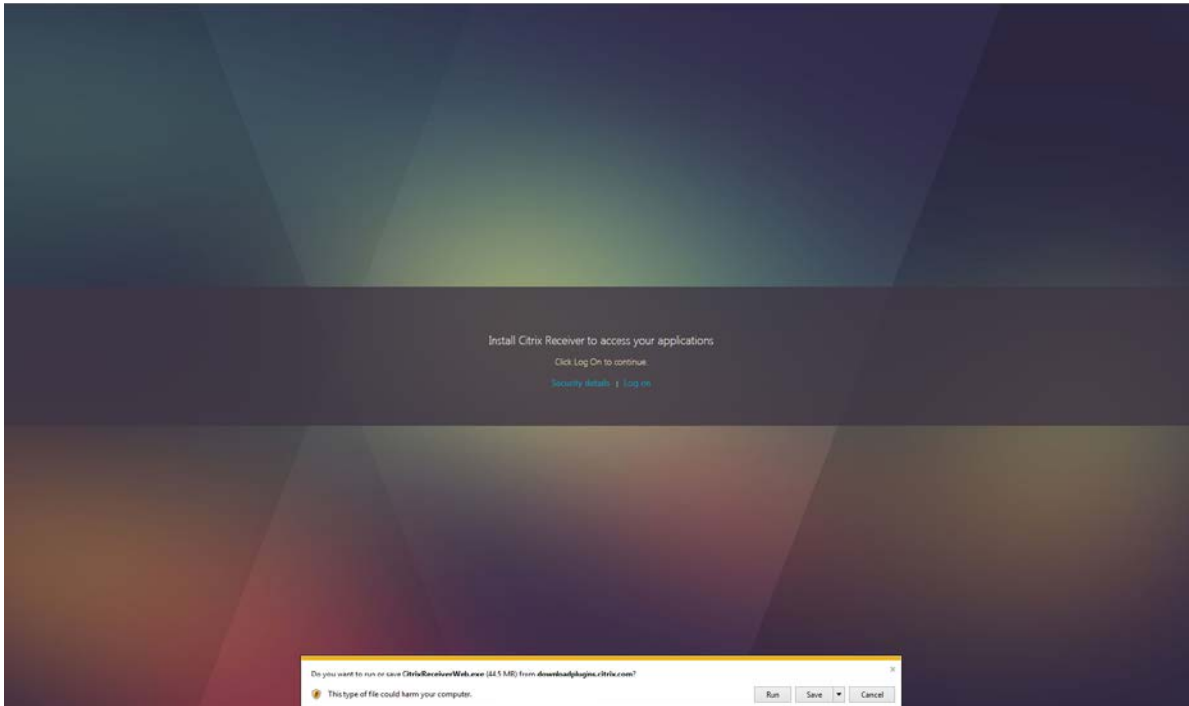 Install Citrix Receiver to access your applications
Click Log On to continue.
Security details | Log on
Do you want to run or save CitrixReceiverWeb.exe (44.5 MB) from downloadplugins.citrix.com?
This type of file could harm your computer.
Run Save Cancel